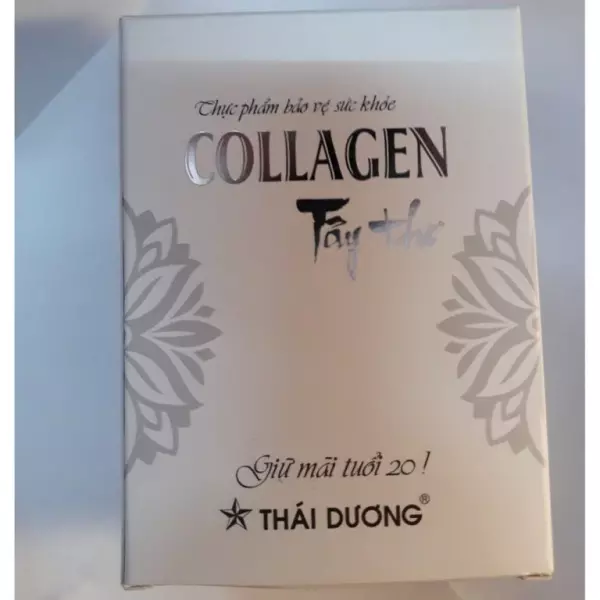 Thực phẩm bảo vệ sức khỏe
COLLAGEN
Tây thi
Giữ mãi tuổi 20!
THÁI DƯƠNG®